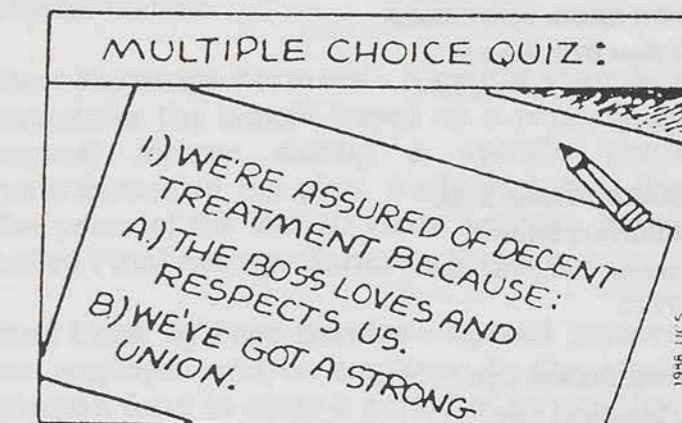 MULTIPLE CHOICE QUIZ:
1.) WE'RE ASSURED OF DECENT
TREATMENT BECAUSE:
A.) THE BOSS LOVES AND
RESPECTS US.
B.) WE'VE GOT A STRONG
UNION.